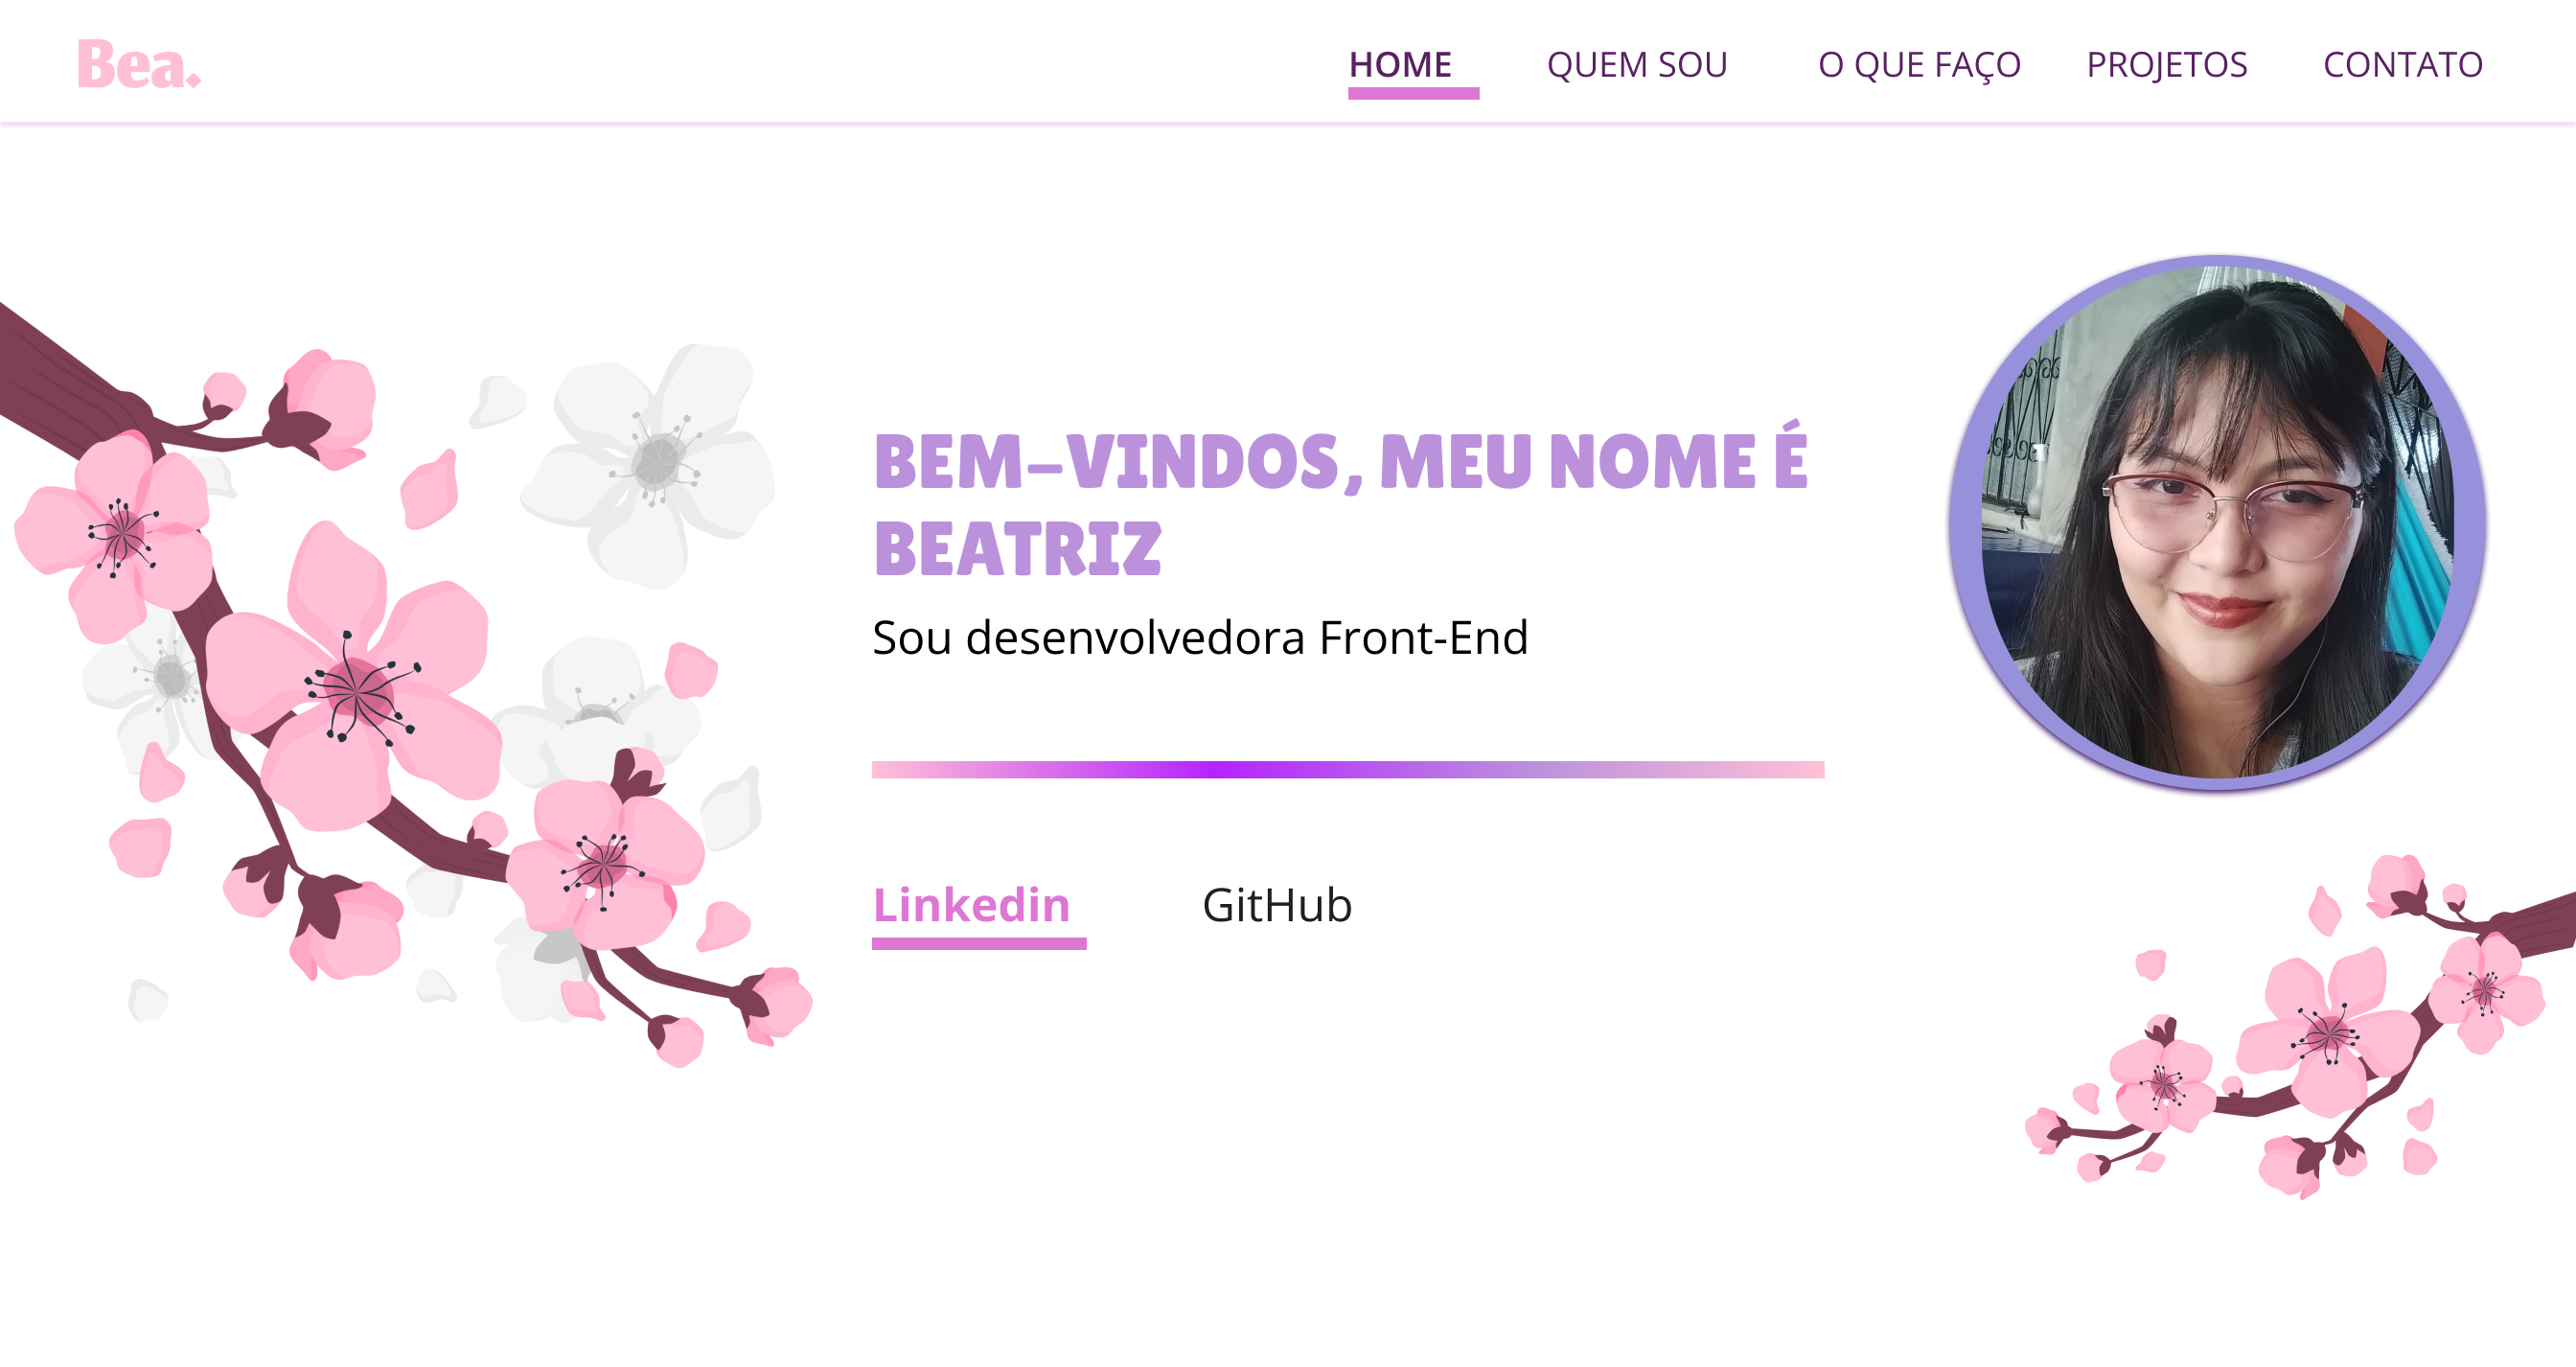 Bea.
HOME QUEM SOU O QUE FAÇO PROJETOS CONTATO
BEM-VINDOS, MEU NOME É
BEATRIZ
Sou desenvolvedora Front-End
Linkedin GitHub